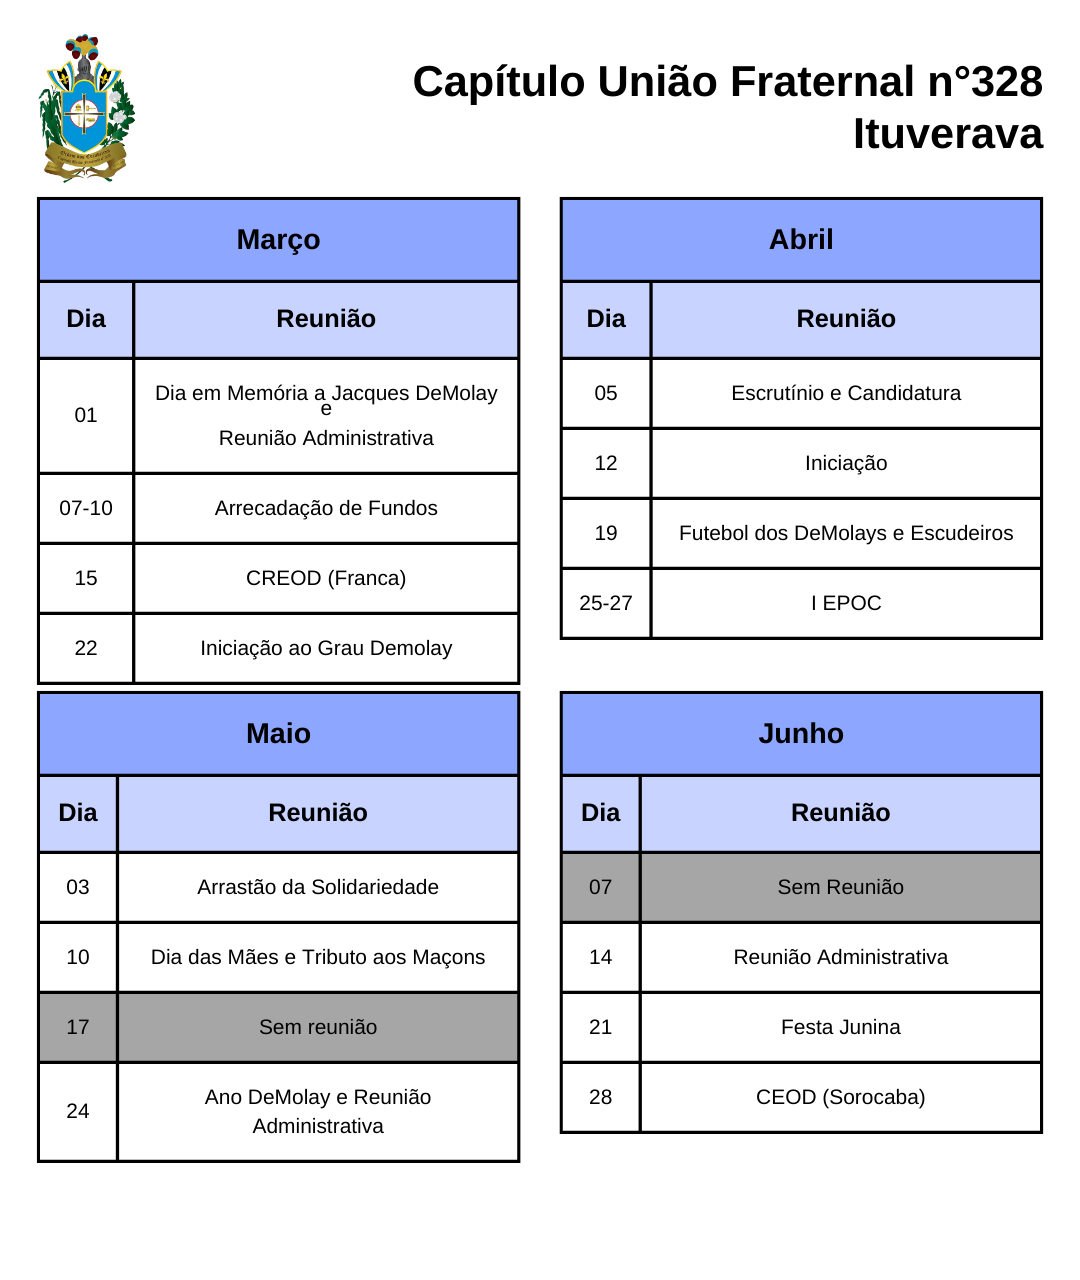 Capítulo União Fraternal n°328
Ituverava
Março
Dia Reunião
01 Dia em Memória a Jacques DeMolay
e
Reunião Administrativa
07-10 Arrecadação de Fundos
15 CREOD (Franca)
22 Iniciação ao Grau Demolay
Abril
Dia Reunião
05 Escrutínio e Candidatura
12 Iniciação
19 Futebol dos DeMolays e Escudeiros
25-27 I EPOC
Maio
Dia Reunião
03 Arrastão da Solidariedade
10 Dia das Mães e Tributo aos Maçons
17 Sem reunião
24 Ano DeMolay e Reunião
Administrativa
Junho
Dia Reunião
07 Sem Reunião
14 Reunião Administrativa
21 Festa Junina
28 CEOD (Sorocaba)